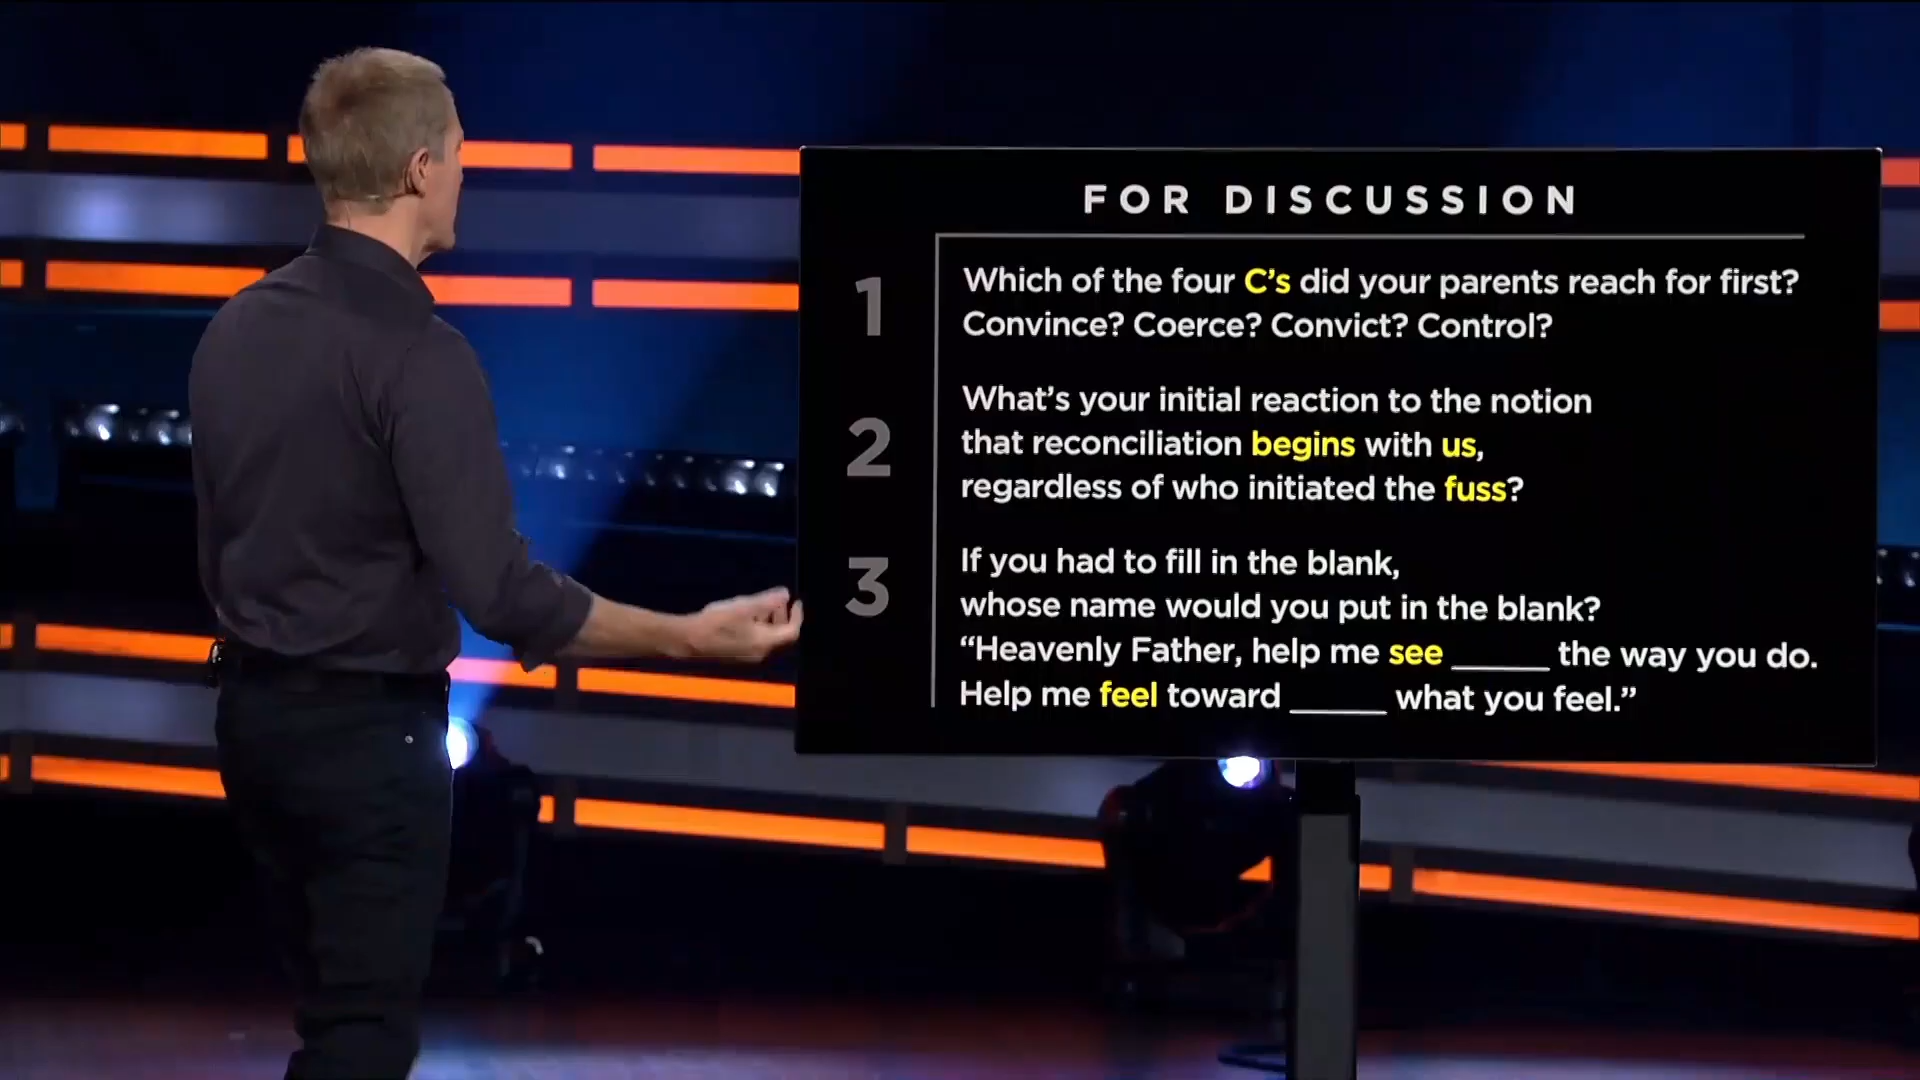 FOR DISCUSSION
1
Which of the four C's did your parents reach for first?
Convince? Coerce? Convict? Control?
2
What's your initial reaction to the notion
that reconciliation begins with us,
regardless of who initiated the fuss?
3
If you had to fill in the blank,
whose name would you put in the blank?
“Heavenly Father, help me see ______ the way you do.
Help me feel toward ______ what you feel.”